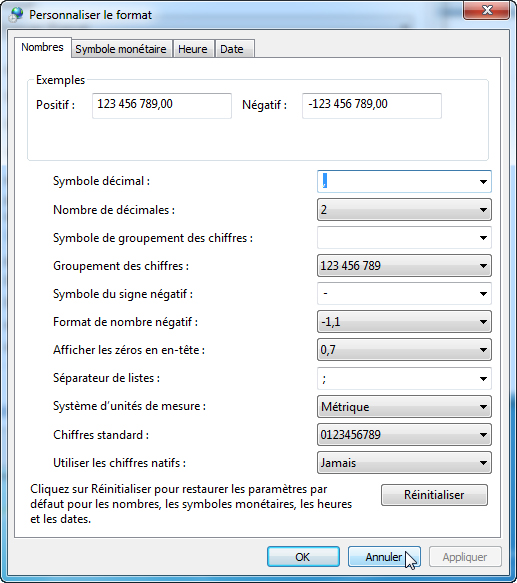 Personnaliser le format
Nombres Symbole monétaire Heure Date
Exemples
Positif : 123 456 789,00 Négatif : -123 456 789,00
Symbole décimal : ,
Nombre de décimales : 2
Symbole de groupement des chiffres :
Groupement des chiffres : 123 456 789
Symbole du signe négatif : -
Format de nombre négatif : -1,1
Afficher les zéros en en-tête : 0,7
Séparateur de listes : ;
Système d'unités de mesure : Métrique
Chiffres standard : 0123456789
Utiliser les chiffres natifs : Jamais
Cliquez sur Réinitialiser pour restaurer les paramètres par
défaut pour les nombres, les symboles monétaires, les heures
et les dates.
Réinitialiser
OK Annuler Appliquer